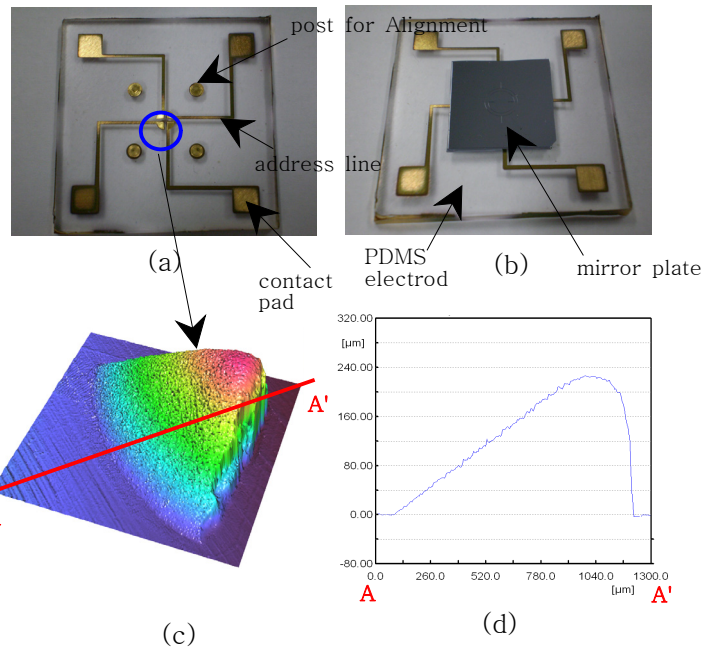 post for Alignment
address line
contact
pad
(a)
PDMS
electrod
(b)
mirror plate
A'
(c)
320.00
[µm]
240.00
160.00
80.00
0.00
-80.00
0.0
260.0
520.0
780.0
1040.0
1300.0
[µm]
A
A'
(d)